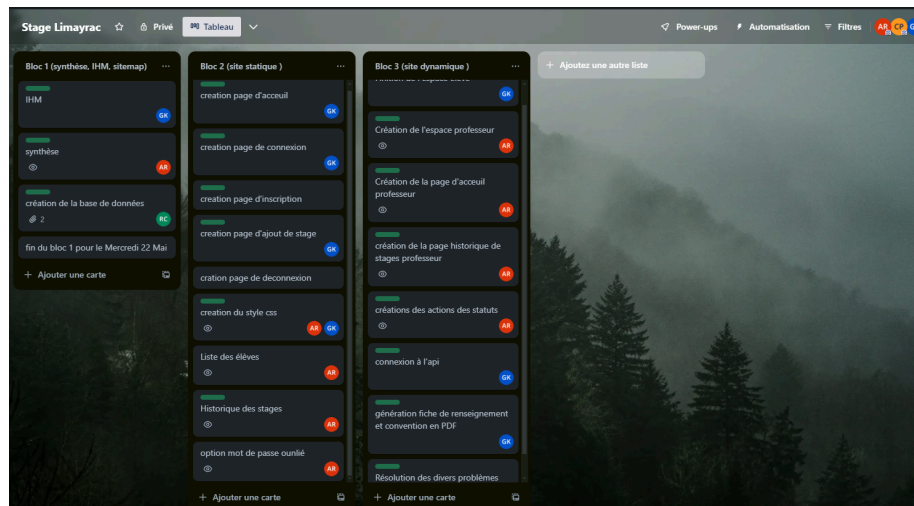 Stage Limayrac Privé Tableau Power-ups Automatisation Filtres AR CP
Bloc 1 (synthèse, IHM, sitemap)
IHM
GK
synthèse
AR
création de la base de données
2
RC
fin du bloc 1 pour le Mercredi 22 Mai
+ Ajouter une carte
Bloc 2 (site statique )
creation page d'acceuil
GK
creation page de connexion
GK
creation page d'inscription
creation page d'ajout de stage
GK
cration page de deconnexion
creation du style css
AR GK
Liste des élèves
AR
Historique des stages
AR
option mot de passe ounlié
AR
+ Ajouter une carte
Bloc 3 (site dynamique )
GK
Création de l'espace professeur
AR
Création de la page d'acceuil
professeur
AR
création de la page historique de
stages professeur
AR
créations des actions des statuts
AR
connexion à l'api
GK
génération fiche de renseignement
et convention en PDF
GK
Résolution des divers problèmes
+ Ajouter une carte
+ Ajoutez une autre liste